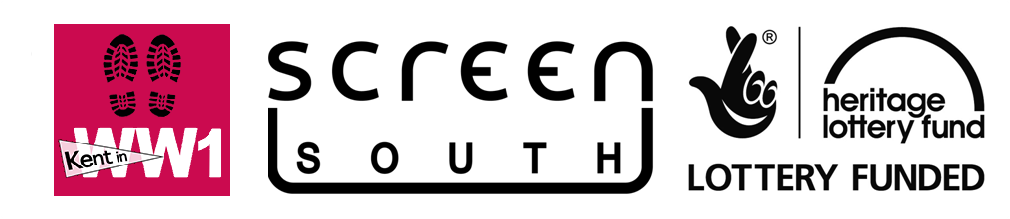 Kent in
WW1
screen
SOUTH
®
heritage
lottery fund
LOTTERY FUNDED